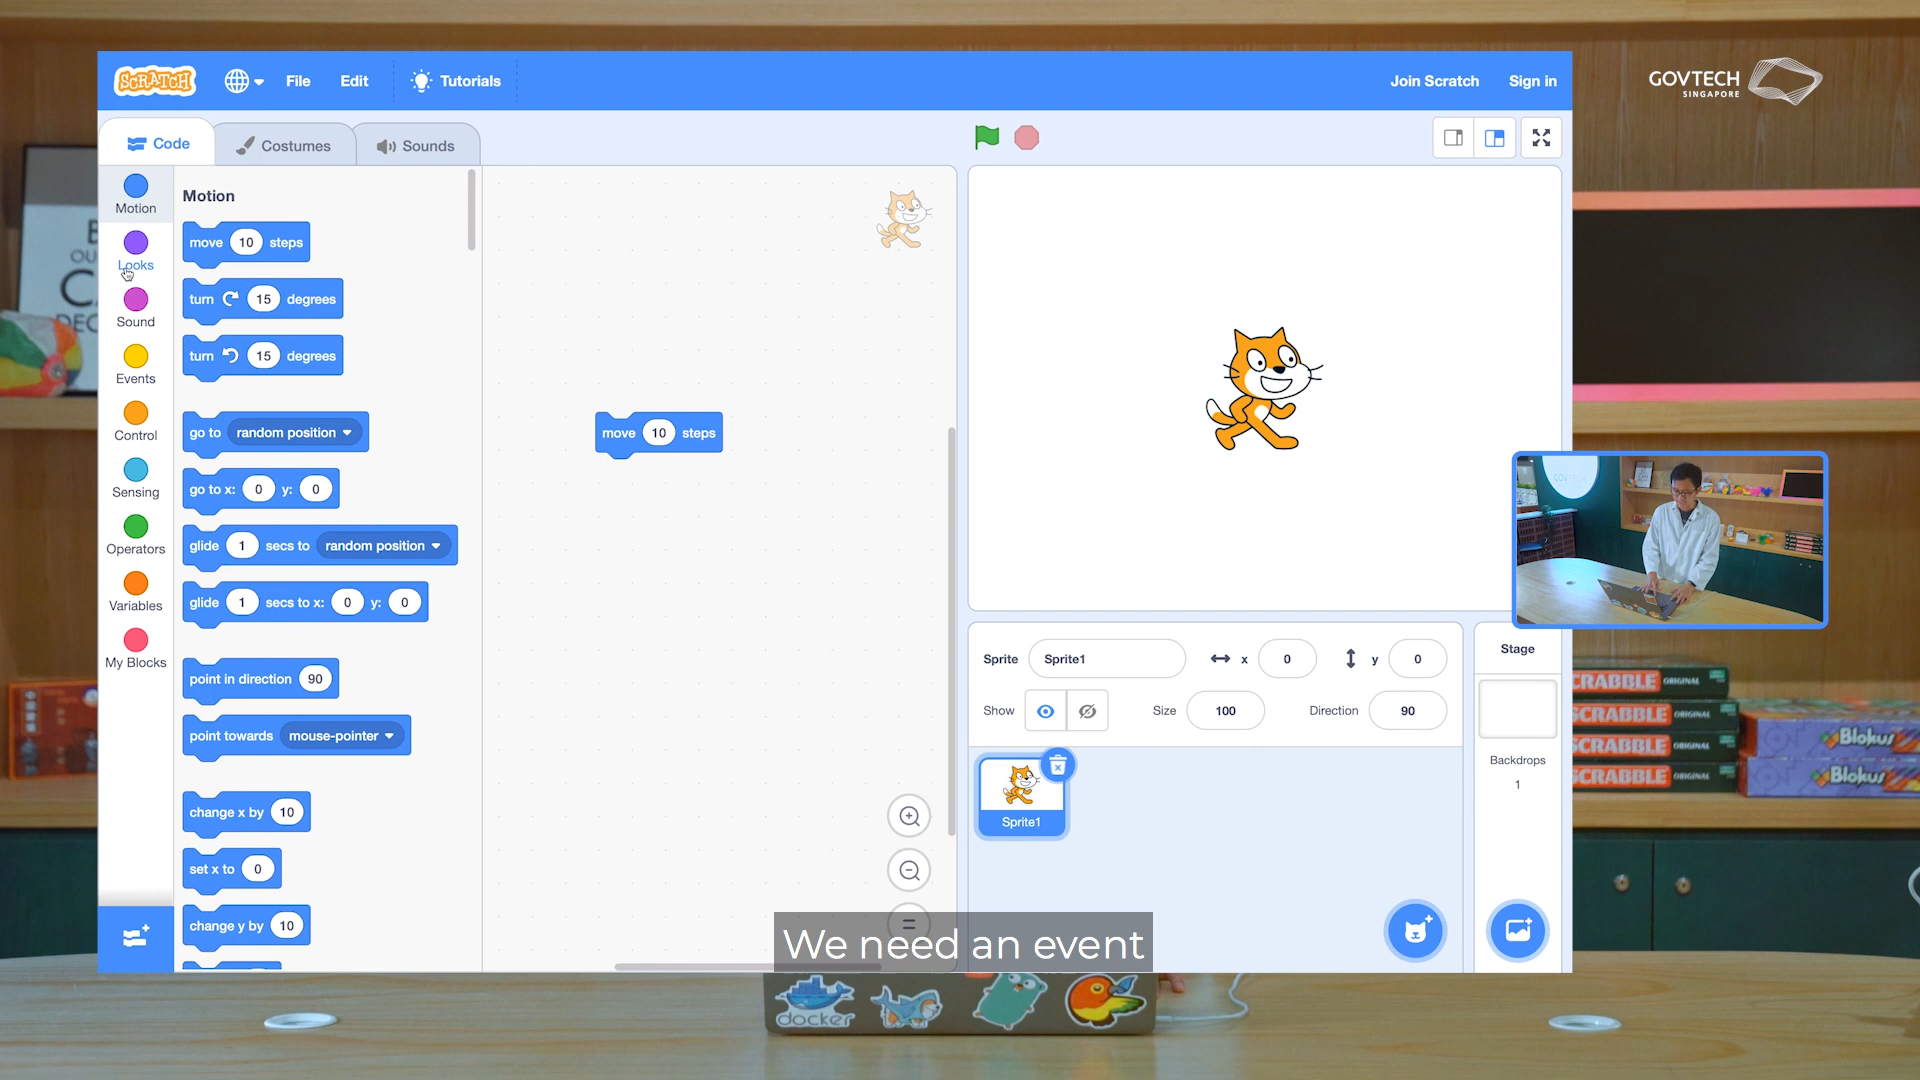 SCRATCH File Edit Tutorials Join Scratch Sign in
GOVTECH
SINGAPORE
Code Costumes Sounds
Motion
Looks
Sound
Events
Control
Sensing
Operators
Variables
My Blocks
Motion
move 10 steps
turn 15 degrees
turn 15 degrees
go to random position
go to x: 0 y: 0
glide 1 secs to random position
glide 1 secs to x: 0 y: 0
point in direction 90
point towards mouse-pointer
change x by 10
set x to 0
change y by 10
move 10 steps
Sprite Sprite1 x 0 y 0
Show Size 100 Direction 90
Sprite1
Stage
Backdrops
1
We need an event
docker
SCRABBLE ORIGINAL
SCRABBLE ORIGINAL
SCRABBLE ORIGINAL
SCRABBLE ORIGINAL
Blokus
Blokus